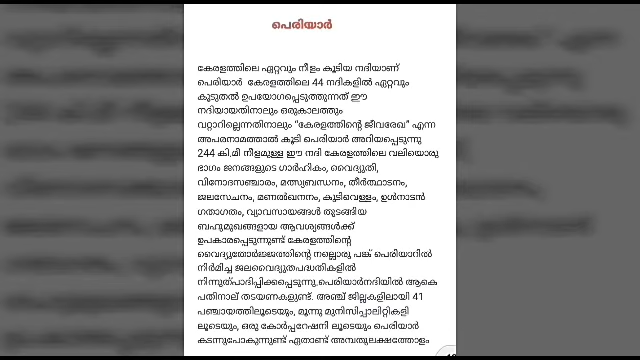 പെരിയാർ
കേരളത്തിലെ ഏറ്റവും നീളം കൂടിയ നദിയാണ്
പെരിയാർ കേരളത്തിലെ 44 നദികളിൽ ഏറ്റവും
കൂടുതൽ ഉപയോഗപ്പെടുത്തുന്നത് ഈ
നദിയായതിനാലും ഒരുകാലത്തും
വറ്റാറില്ലെന്നതിനാലും “കേരളത്തിന്റെ ജീവരേഖ” എന്ന
അപരനാമത്താൽ കൂടി പെരിയാർ അറിയപ്പെടുന്നു
244 കി.മി നീളമുള്ള ഈ നദി കേരളത്തിലെ വലിയൊരു
ഭാഗം ജനങ്ങളുടെ ഗാർഹികം, വൈദ്യുതി,
വിനോദസഞ്ചാരം, മത്സ്യബന്ധനം, തീർത്ഥാടനം,
ജലസേചനം, മണൽഖനനം, കുടിവെള്ളം, ഉൾനാടൻ
ഗതാഗതം, വ്യാവസായങ്ങൾ തുടങ്ങിയ
ബഹുമുഖങ്ങളായ ആവശ്യങ്ങൾക്ക്
ഉപകാരപ്പെടുന്നുണ്ട് കേരളത്തിന്റെ
വൈദ്യുതോർജ്ജത്തിന്റെ നല്ലൊരു പങ്ക് പെരിയാറിൽ
നിർമിച്ച ജലവൈദ്യുതപദ്ധതികളിൽ
നിന്നുത്പാദിപ്പിക്കപ്പെടുന്നു,പെരിയാർനദിയിൽ ആകെ
പതിനാല് തടയണകളുണ്ട്. അഞ്ച് ജില്ലകളിലായി 41
പഞ്ചായത്തിലൂടെയും, മൂന്നു മുനിസിപ്പാലിറ്റികളി
ലൂടെയും, ഒരു കോർപ്പറേഷനി ലൂടെയും പെരിയാർ
കടന്നുപോകുന്നുണ്ട് ഏതാണ്ട് അമ്പതുലക്ഷത്തോളം